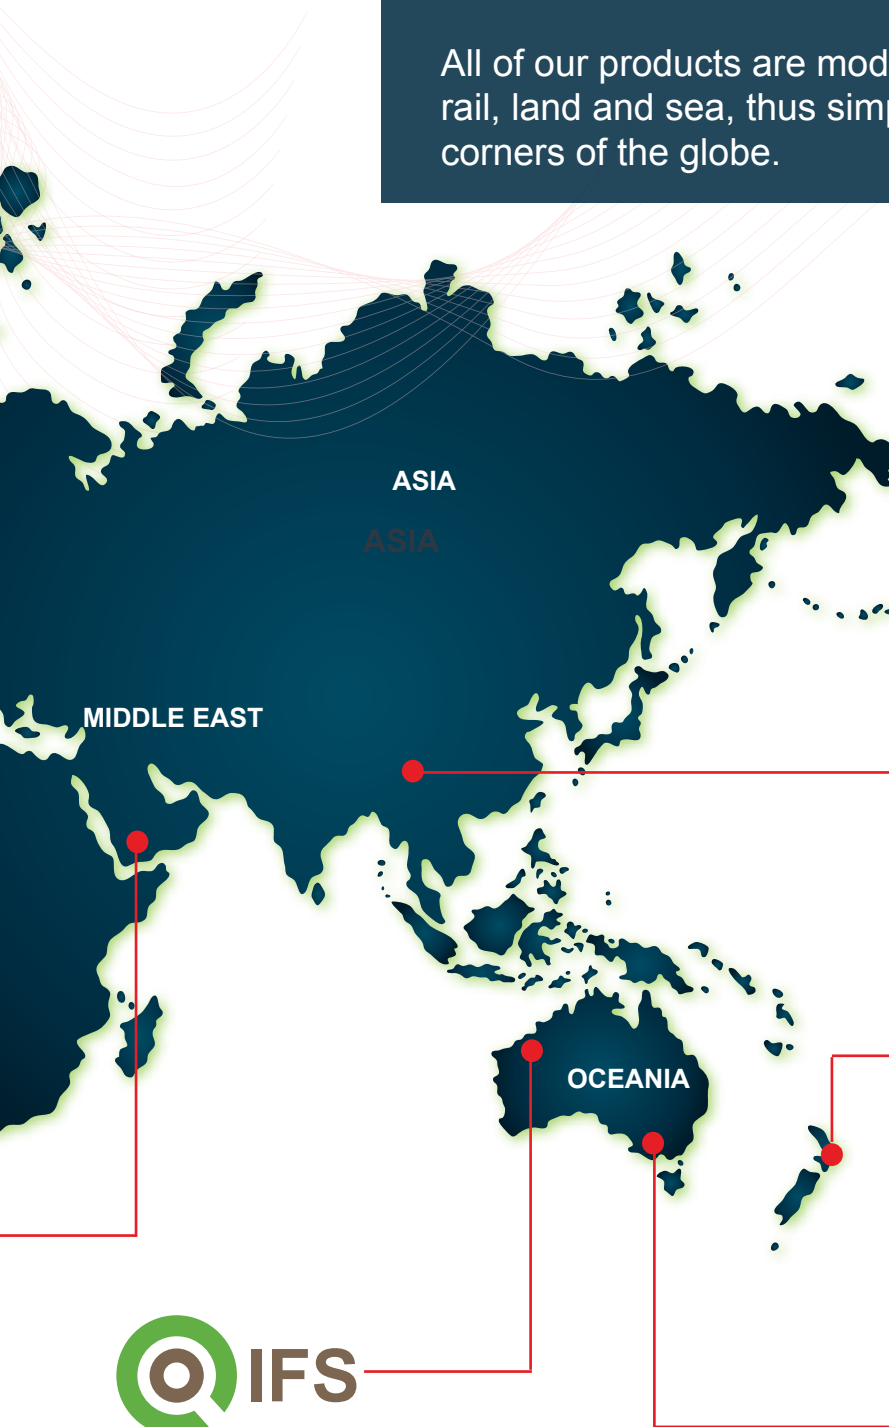 All of our products are mod
rail, land and sea, thus simp
corners of the globe.
ASIA
ASIA
MIDDLE EAST
OCEANIA
IFS